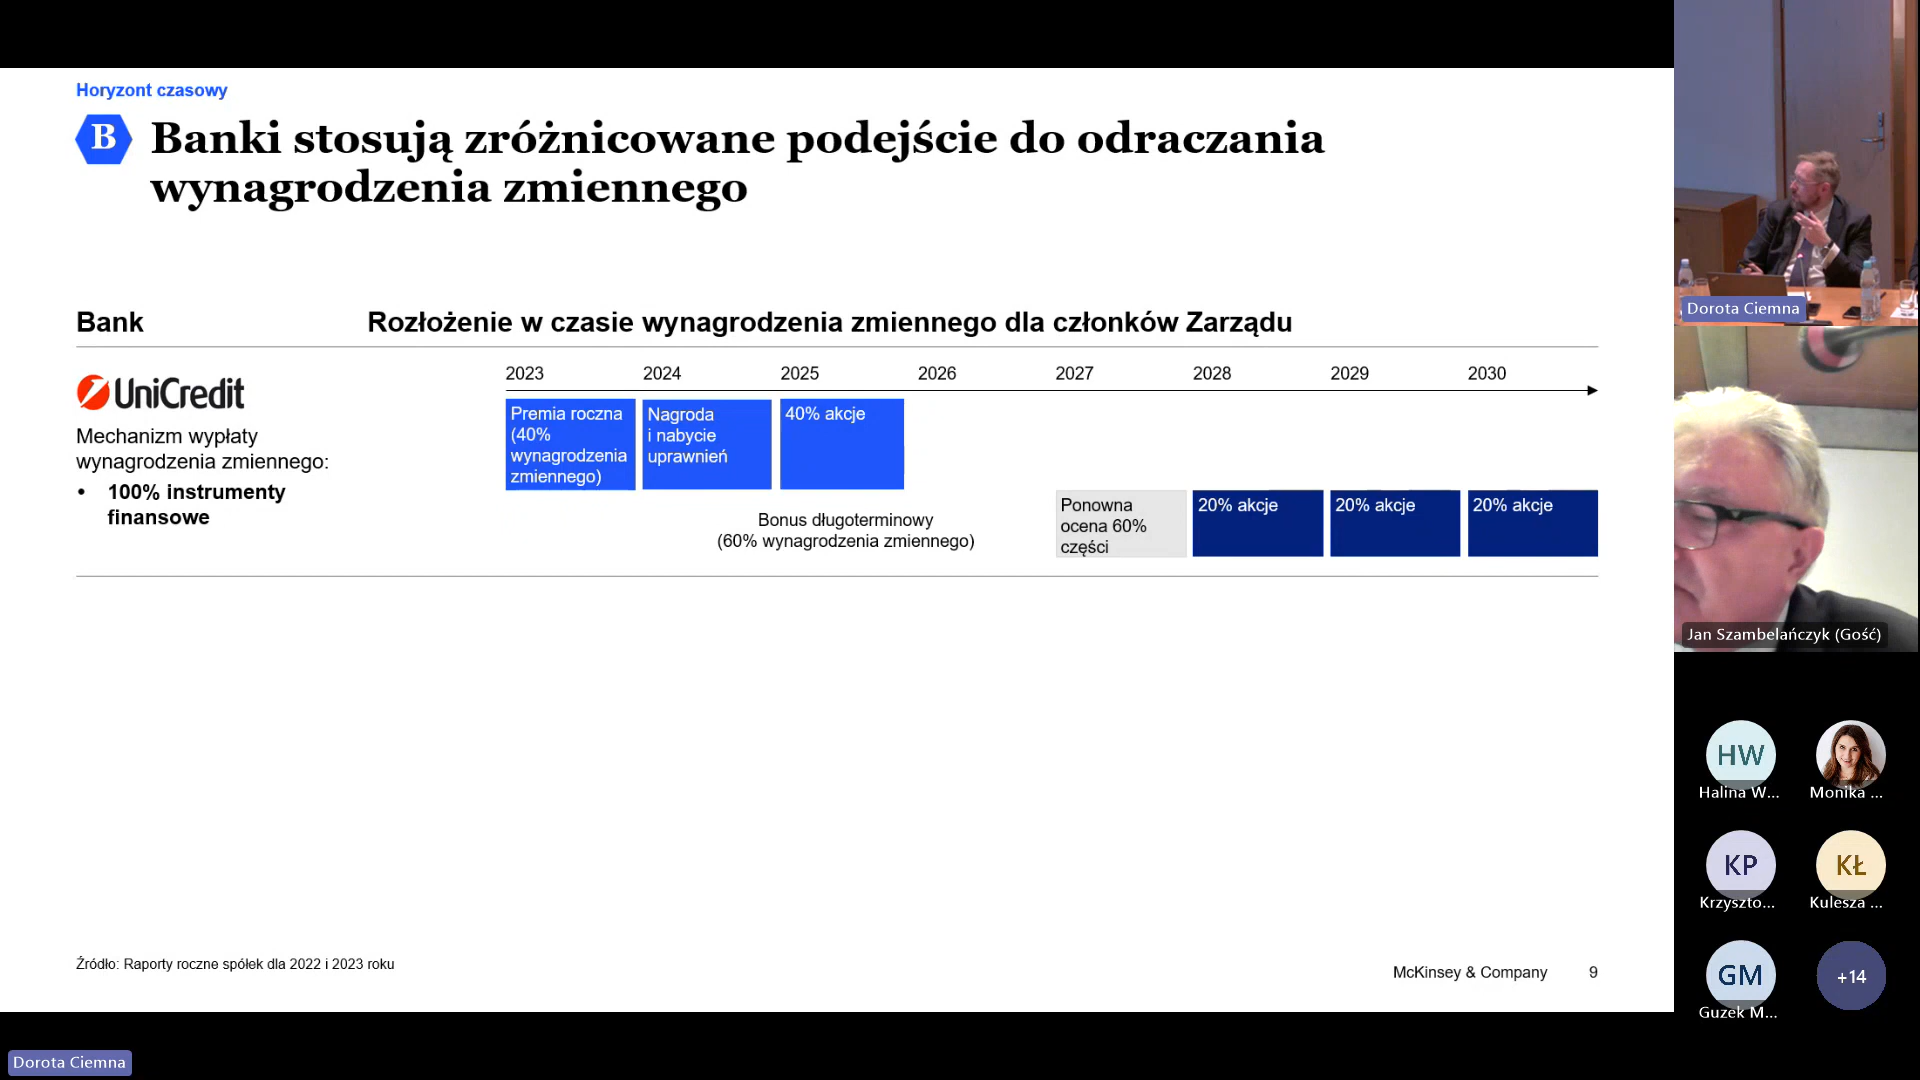 Horyzont czasowy
B
Banki stosują zróżnicowane podejście do odraczania
wynagrodzenia zmiennego
Bank
Rozłożenie w czasie wynagrodzenia zmiennego dla członków Zarządu
2023 2024 2025 2026 2027 2028 2029 2030
UniCredit
Mechanizm wypłaty
wynagrodzenia zmiennego:
• 100% instrumenty
finansowe
Premia roczna
(40%
wynagrodzenia
zmiennego)
Nagroda
i nabycie
uprawnień
40% akcje
Bonus długoterminowy
(60% wynagrodzenia zmiennego)
Ponowna
ocena 60%
części
20% akcje
20% akcje
20% akcje
Źródło: Raporty roczne spółek dla 2022 i 2023 roku
McKinsey & Company 9
Dorota Ciemna
Jan Szambelańczyk (Gość)
HW
Halina W...
Monika ...
KP
Krzyszto...
KŁ
Kulesza ...
GM
Guzek M...
+14
Dorota Ciemna